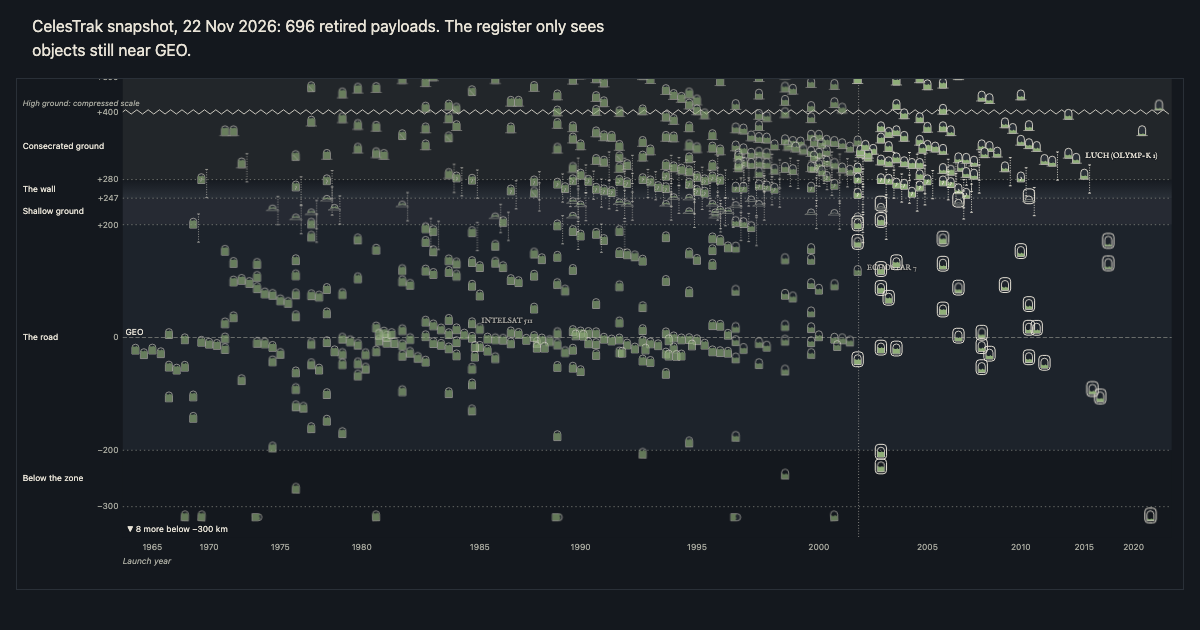 CelesTrak snapshot, 22 Nov 2026: 696 retired payloads. The register only sees
objects still near GEO.
High ground: compressed scale
+400
Consecrated ground
LUCH (OLYMP-K 1)
+280
The wall
+247
Shallow ground
+200
INTELSAT 511
GEO
The road
0
−200
Below the zone
−300
▼ 8 more below −300 km
1965 1970 1975 1980 1985 1990 1995 2000 2005 2010 2015 2020
Launch year